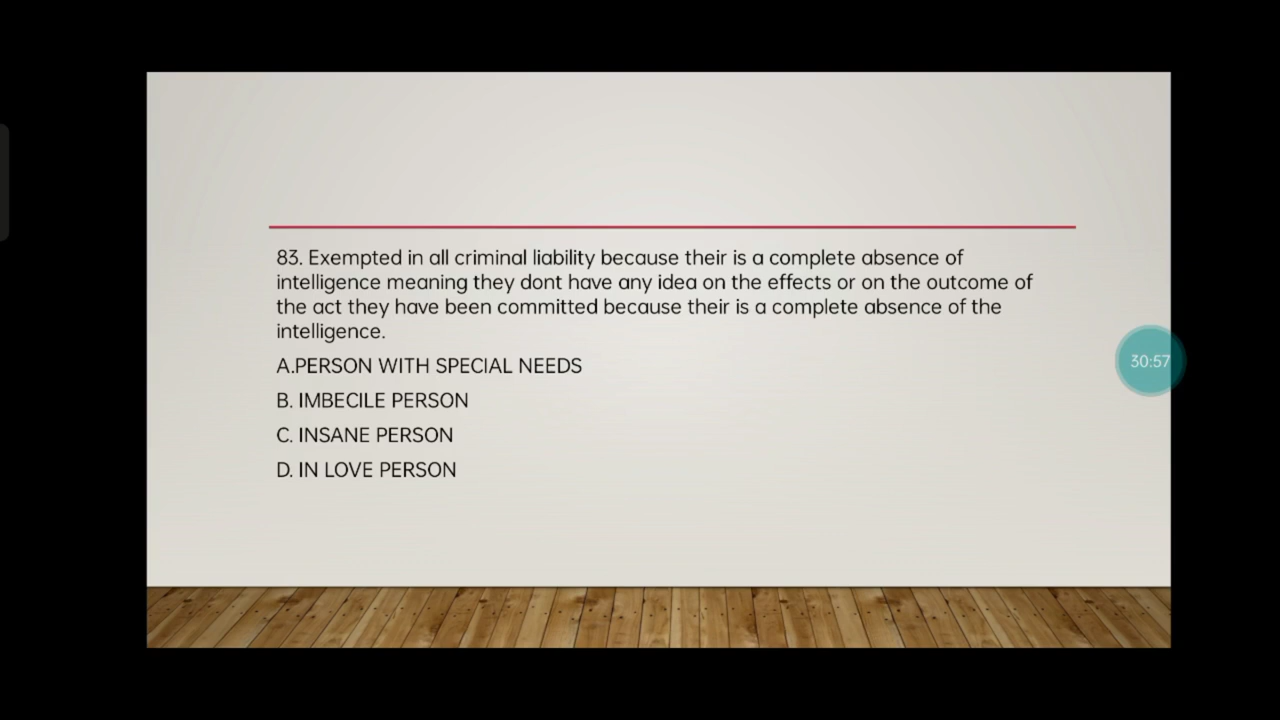 83. Exempted in all criminal liability because their is a complete absence of
intelligence meaning they dont have any idea on the effects or on the outcome of
the act they have been committed because their is a complete absence of the
intelligence.
A.PERSON WITH SPECIAL NEEDS
B. IMBECILE PERSON
C. INSANE PERSON
D. IN LOVE PERSON
30:57